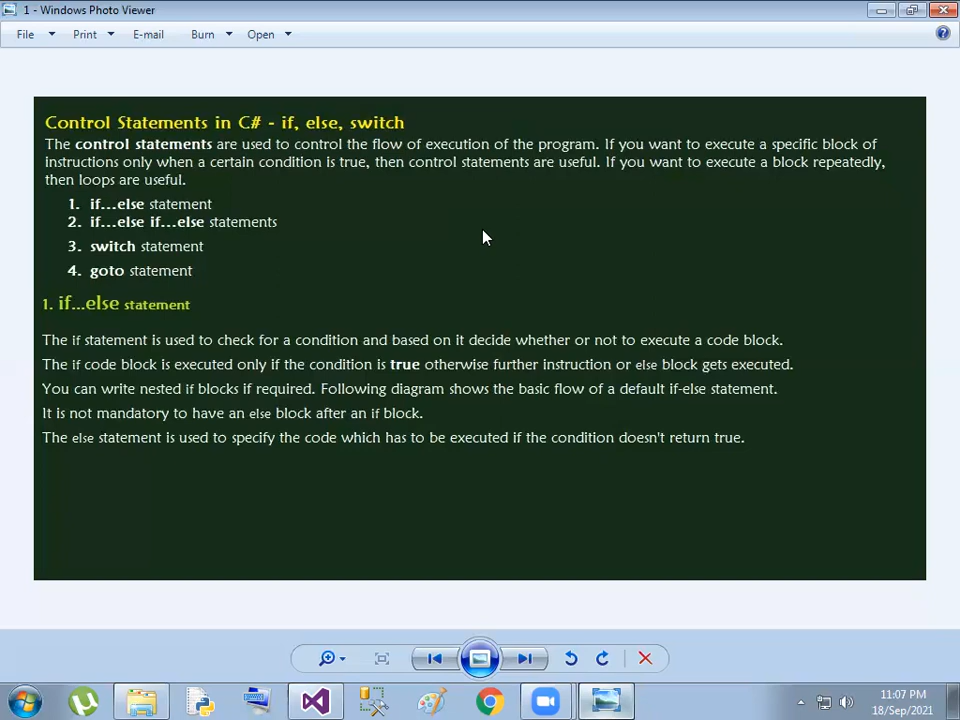 1 - Windows Photo Viewer
File Print E-mail Burn Open
Control Statements in C# - if, else, switch
The control statements are used to control the flow of execution of the program. If you want to execute a specific block of
instructions only when a certain condition is true, then control statements are useful. If you want to execute a block repeatedly,
then loops are useful.
1. if...else statement
2. if...else if...else statements
3. switch statement
4. goto statement
1. if...else statement
The if statement is used to check for a condition and based on it decide whether or not to execute a code block.
The if code block is executed only if the condition is true otherwise further instruction or else block gets executed.
You can write nested if blocks if required. Following diagram shows the basic flow of a default if-else statement.
It is not mandatory to have an else block after an if block.
The else statement is used to specify the code which has to be executed if the condition doesn't return true.
11:07 PM
18/Sep/2021